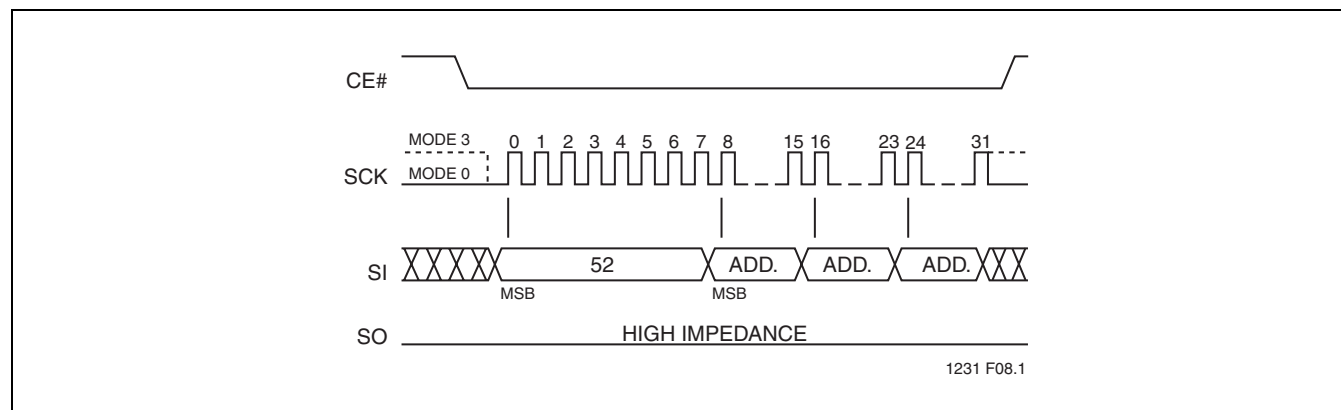 CE#
MODE 3
0 1 2 3 4 5 6 7 8 15 16 23 24 31
SCK
MODE 0
SI
52 ADD. ADD. ADD.
MSB MSB
SO
HIGH IMPEDANCE
1231 F08.1